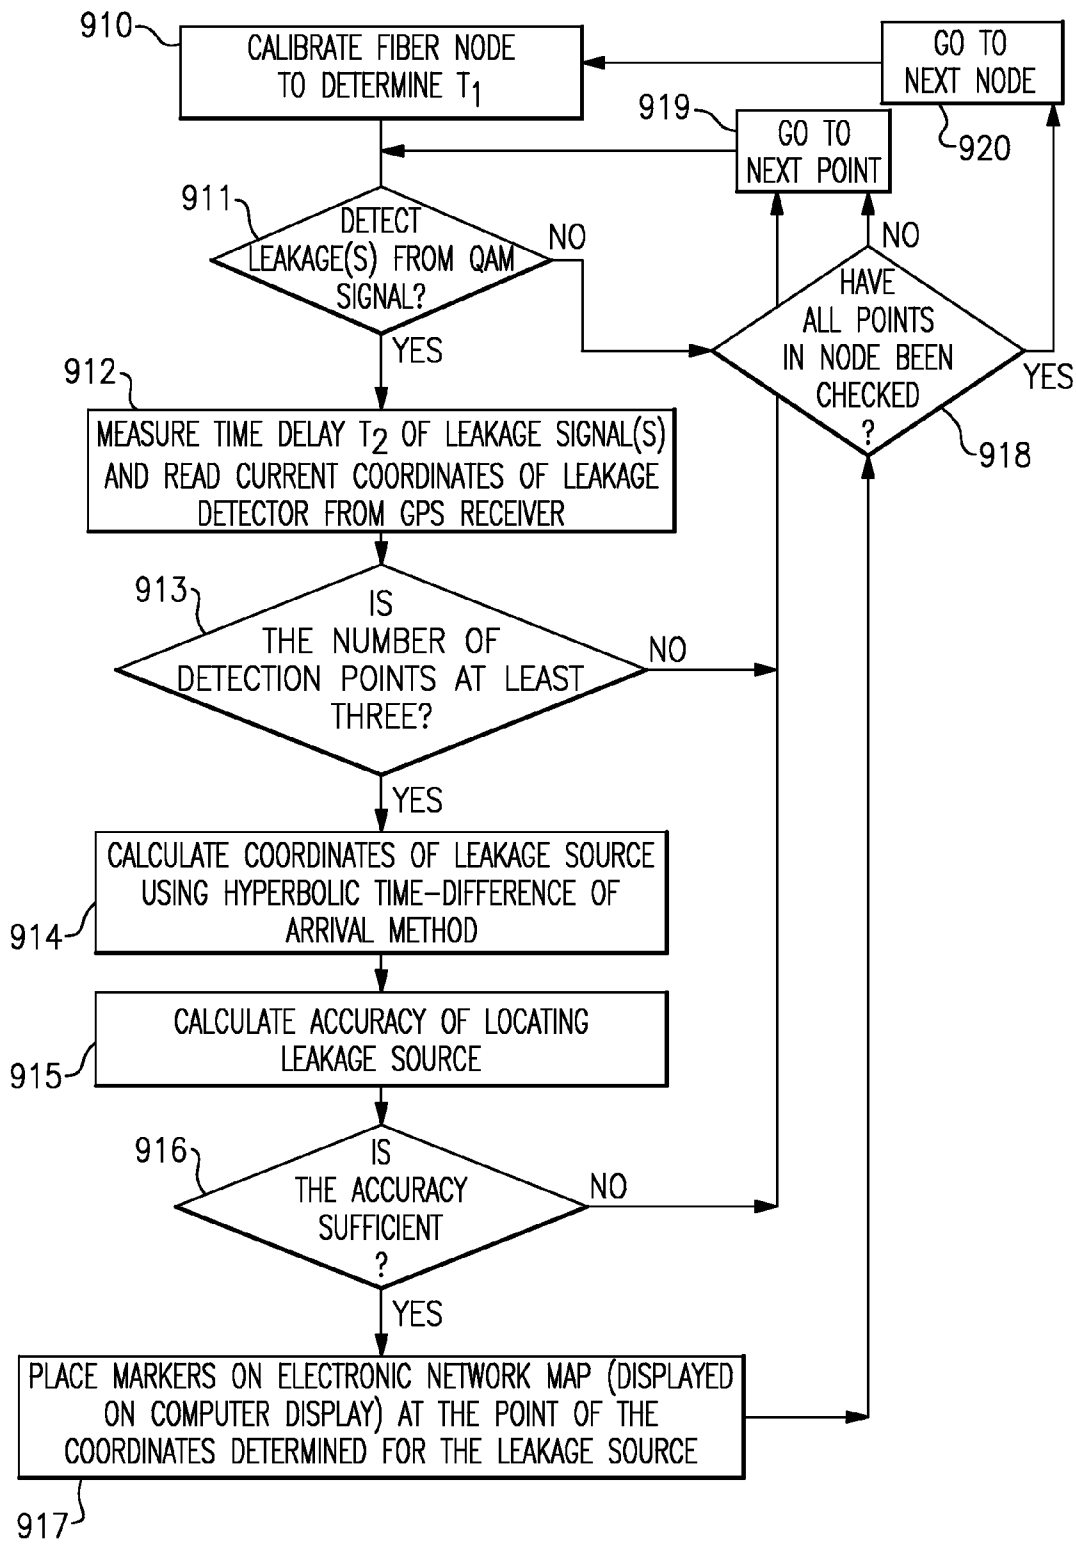 910
CALIBRATE FIBER NODE
TO DETERMINE T1
GO TO
NEXT NODE
920
919
GO TO
NEXT POINT
911
DETECT
LEAKAGE(S) FROM QAM
SIGNAL?
NO
YES
NO
HAVE
ALL POINTS
IN NODE BEEN
CHECKED
?
YES
918
912
MEASURE TIME DELAY T2 OF LEAKAGE SIGNAL(S)
AND READ CURRENT COORDINATES OF LEAKAGE
DETECTOR FROM GPS RECEIVER
913
IS
THE NUMBER OF
DETECTION POINTS AT LEAST
THREE?
NO
YES
CALCULATE COORDINATES OF LEAKAGE SOURCE
USING HYPERBOLIC TIME-DIFFERENCE OF
ARRIVAL METHOD
914
CALCULATE ACCURACY OF LOCATING
LEAKAGE SOURCE
915
916
IS
THE ACCURACY
SUFFICIENT
?
NO
YES
PLACE MARKERS ON ELECTRONIC NETWORK MAP (DISPLAYED
ON COMPUTER DISPLAY) AT THE POINT OF THE
COORDINATES DETERMINED FOR THE LEAKAGE SOURCE
917